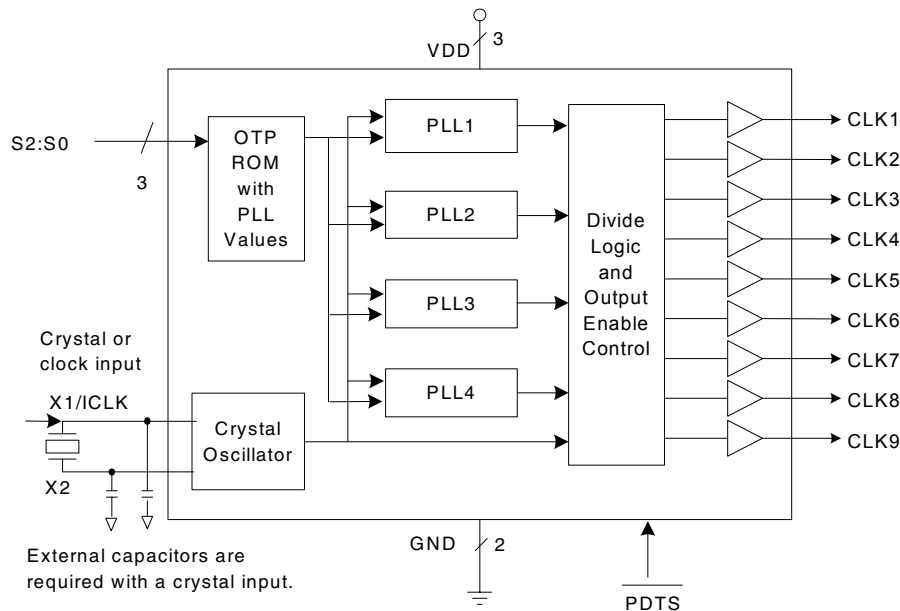 VDD
3
S2:S0
3
OTP
ROM
with
PLL
Values
PLL1
PLL2
PLL3
PLL4
Divide
Logic
and
Output
Enable
Control
CLK1
CLK2
CLK3
CLK4
CLK5
CLK6
CLK7
CLK8
CLK9
Crystal or
clock input
X1/ICLK
Crystal
Oscillator
X2
External capacitors are
required with a crystal input.
GND
2
PDTS